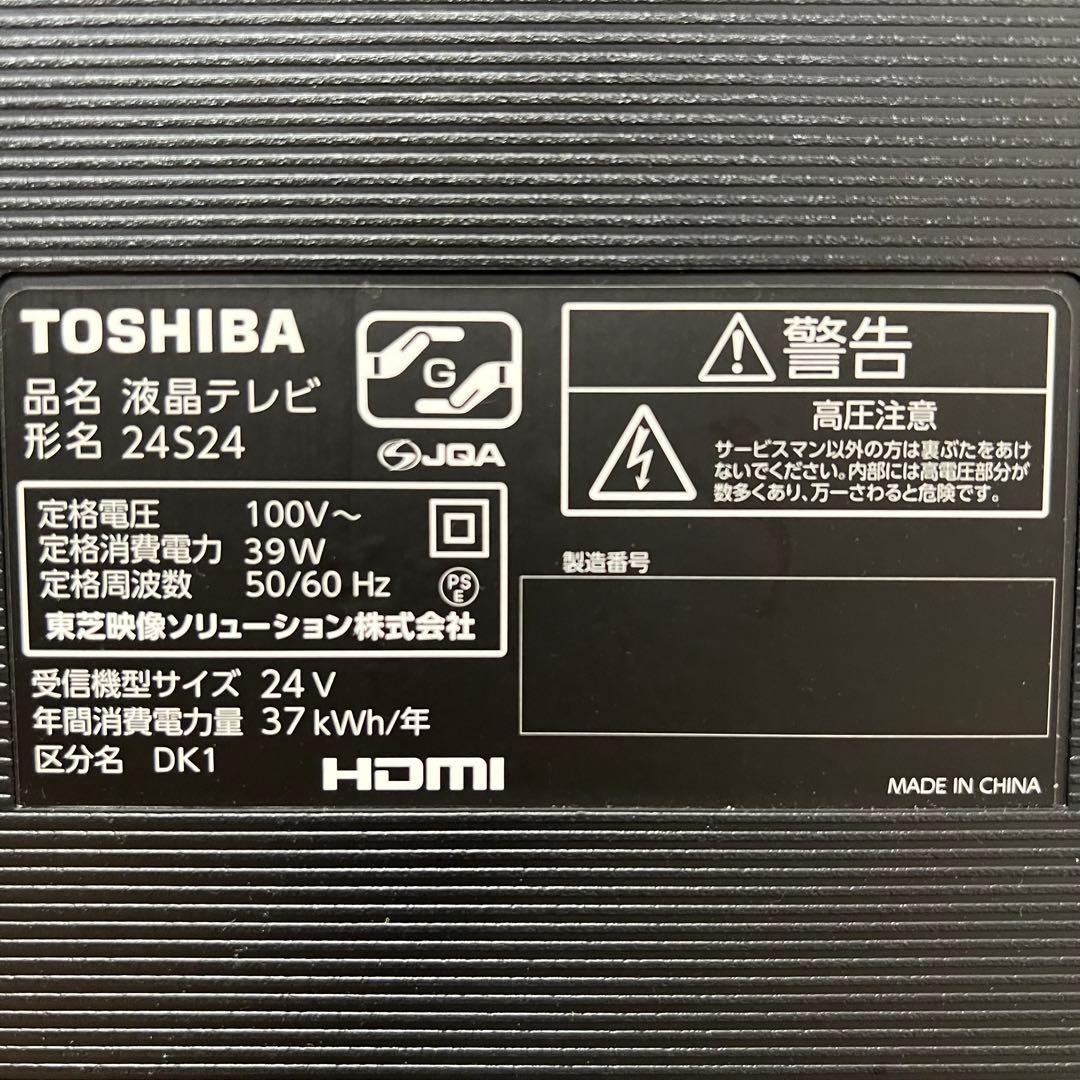 TOSHIBA
品名 液晶テレビ
形名 24S24
G
JQA
定格電圧 100V～
定格消費電力 39W
定格周波数 50/60 Hz
PS
E
東芝映像ソリューション株式会社
受信機型サイズ 24V
年間消費電力量 37kWh/年
区分名 DK1
HDMI
警告
高圧注意
サービスマン以外の方は裏ぶたをあけ
ないでください。内部には高電圧部分が
数多くあり、万一さわると危険です。
製造番号
MADE IN CHINA